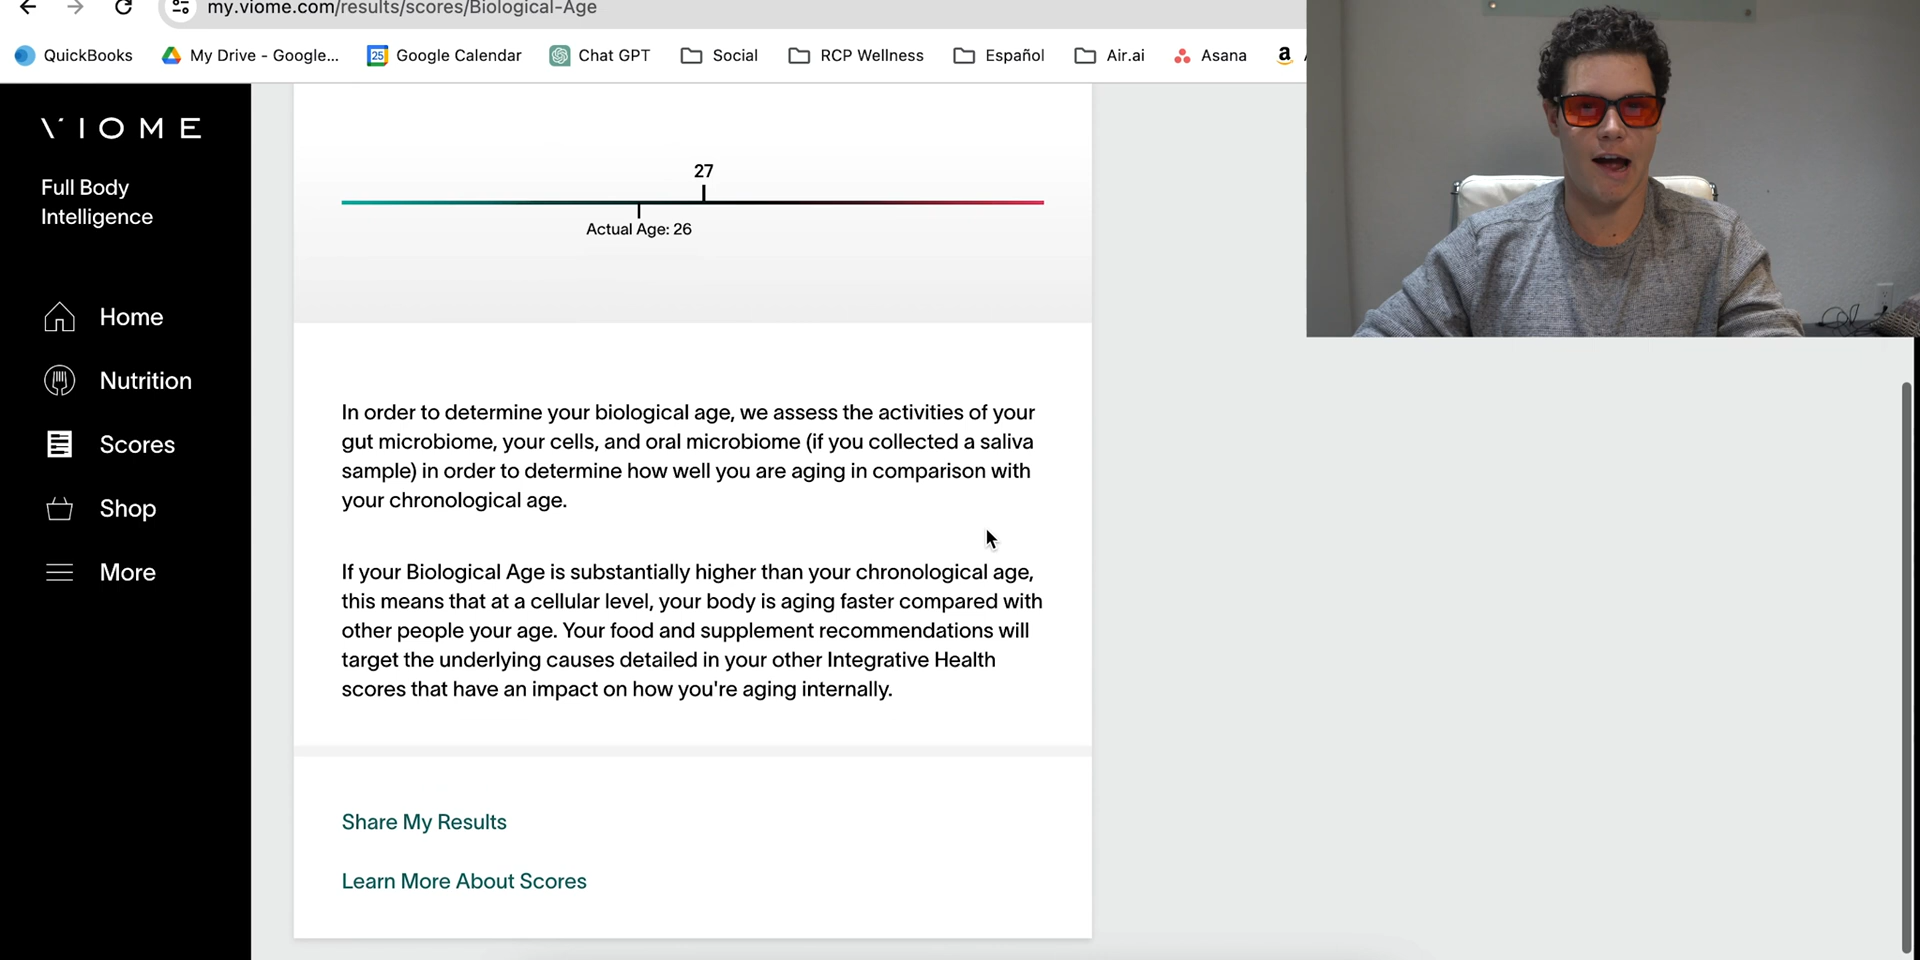 my.viome.com/results/scores/Biological-Age
QuickBooks
My Drive - Google...
25
Google Calendar
Chat GPT
Social
RCP Wellness
Español
Air.ai
Asana
a
VIOME
Full Body
Intelligence
Home
Nutrition
Scores
Shop
More
27
Actual Age: 26
In order to determine your biological age, we assess the activities of your
gut microbiome, your cells, and oral microbiome (if you collected a saliva
sample) in order to determine how well you are aging in comparison with
your chronological age.
If your Biological Age is substantially higher than your chronological age,
this means that at a cellular level, your body is aging faster compared with
other people your age. Your food and supplement recommendations will
target the underlying causes detailed in your other Integrative Health
scores that have an impact on how you're aging internally.
Share My Results
Learn More About Scores